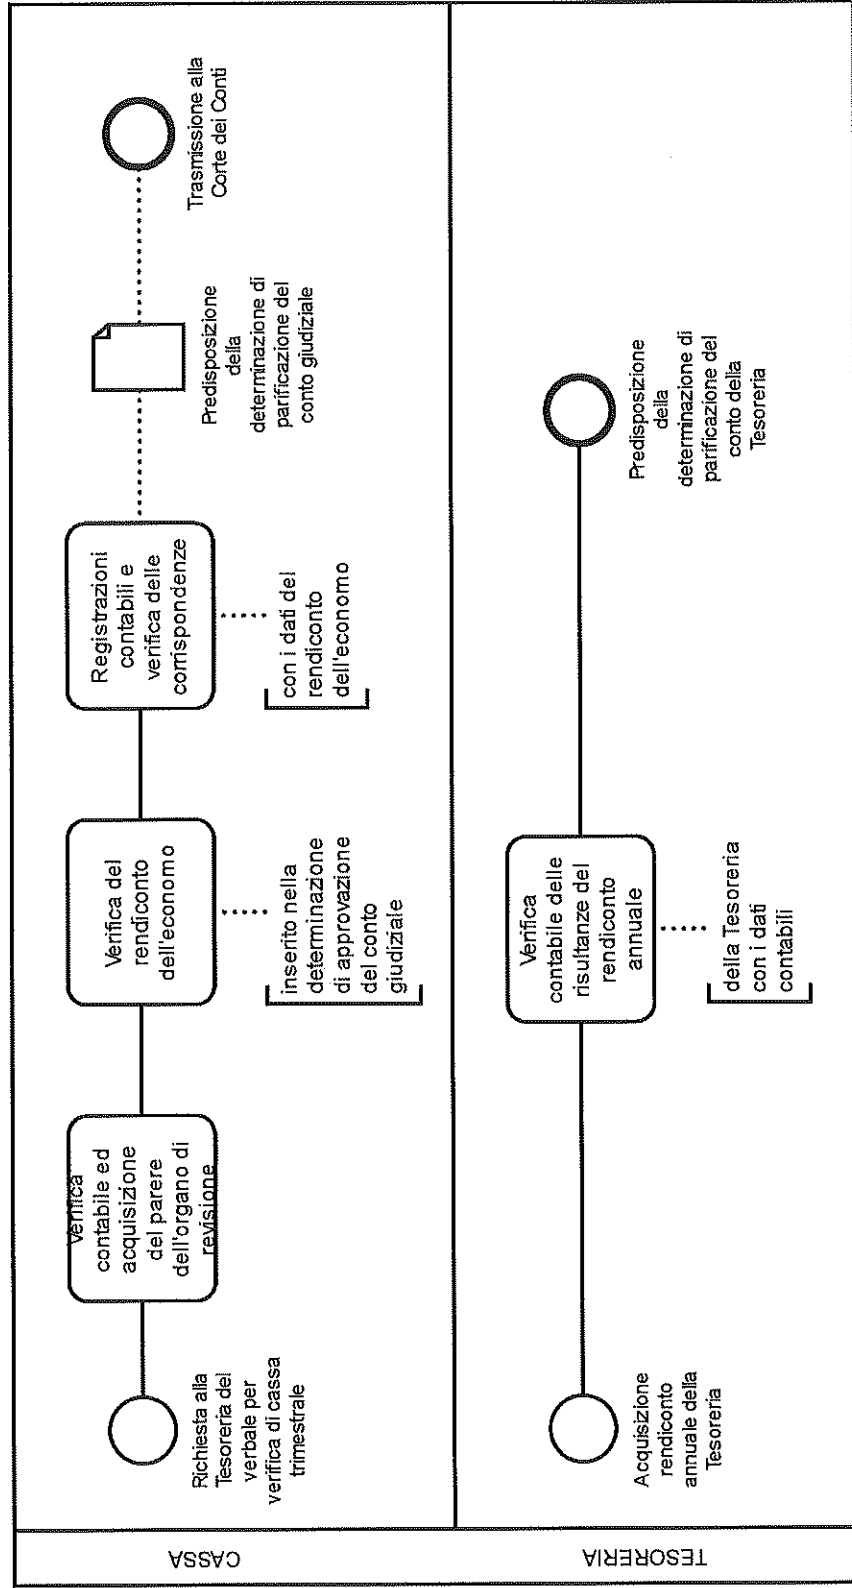 CASSA
Richiesta alla
Tesoreria del
verbale per
verifica di cassa
trimestrale
Verifica
contabile ed
acquisizione
del parere
dell'organo di
revisione
Verifica del
rendiconto
dell'economo
inserito nella
determinazione
di approvazione
del conto
giudiziale
Registrazioni
contabili e
verifica delle
corrispondenze
con i dati del
rendiconto
dell'economo
Predisposizione
della
determinazione di
parificazione del
conto giudiziale
Trasmissione alla
Corte dei Conti
TESORERIA
Acquisizione
rendiconto
annuale della
Tesoreria
Verifica
contabile delle
risultanze del
rendiconto
annuale
della Tesoreria
con i dati
contabili
Predisposizione
della
determinazione di
parificazione del
conto della
Tesoreria